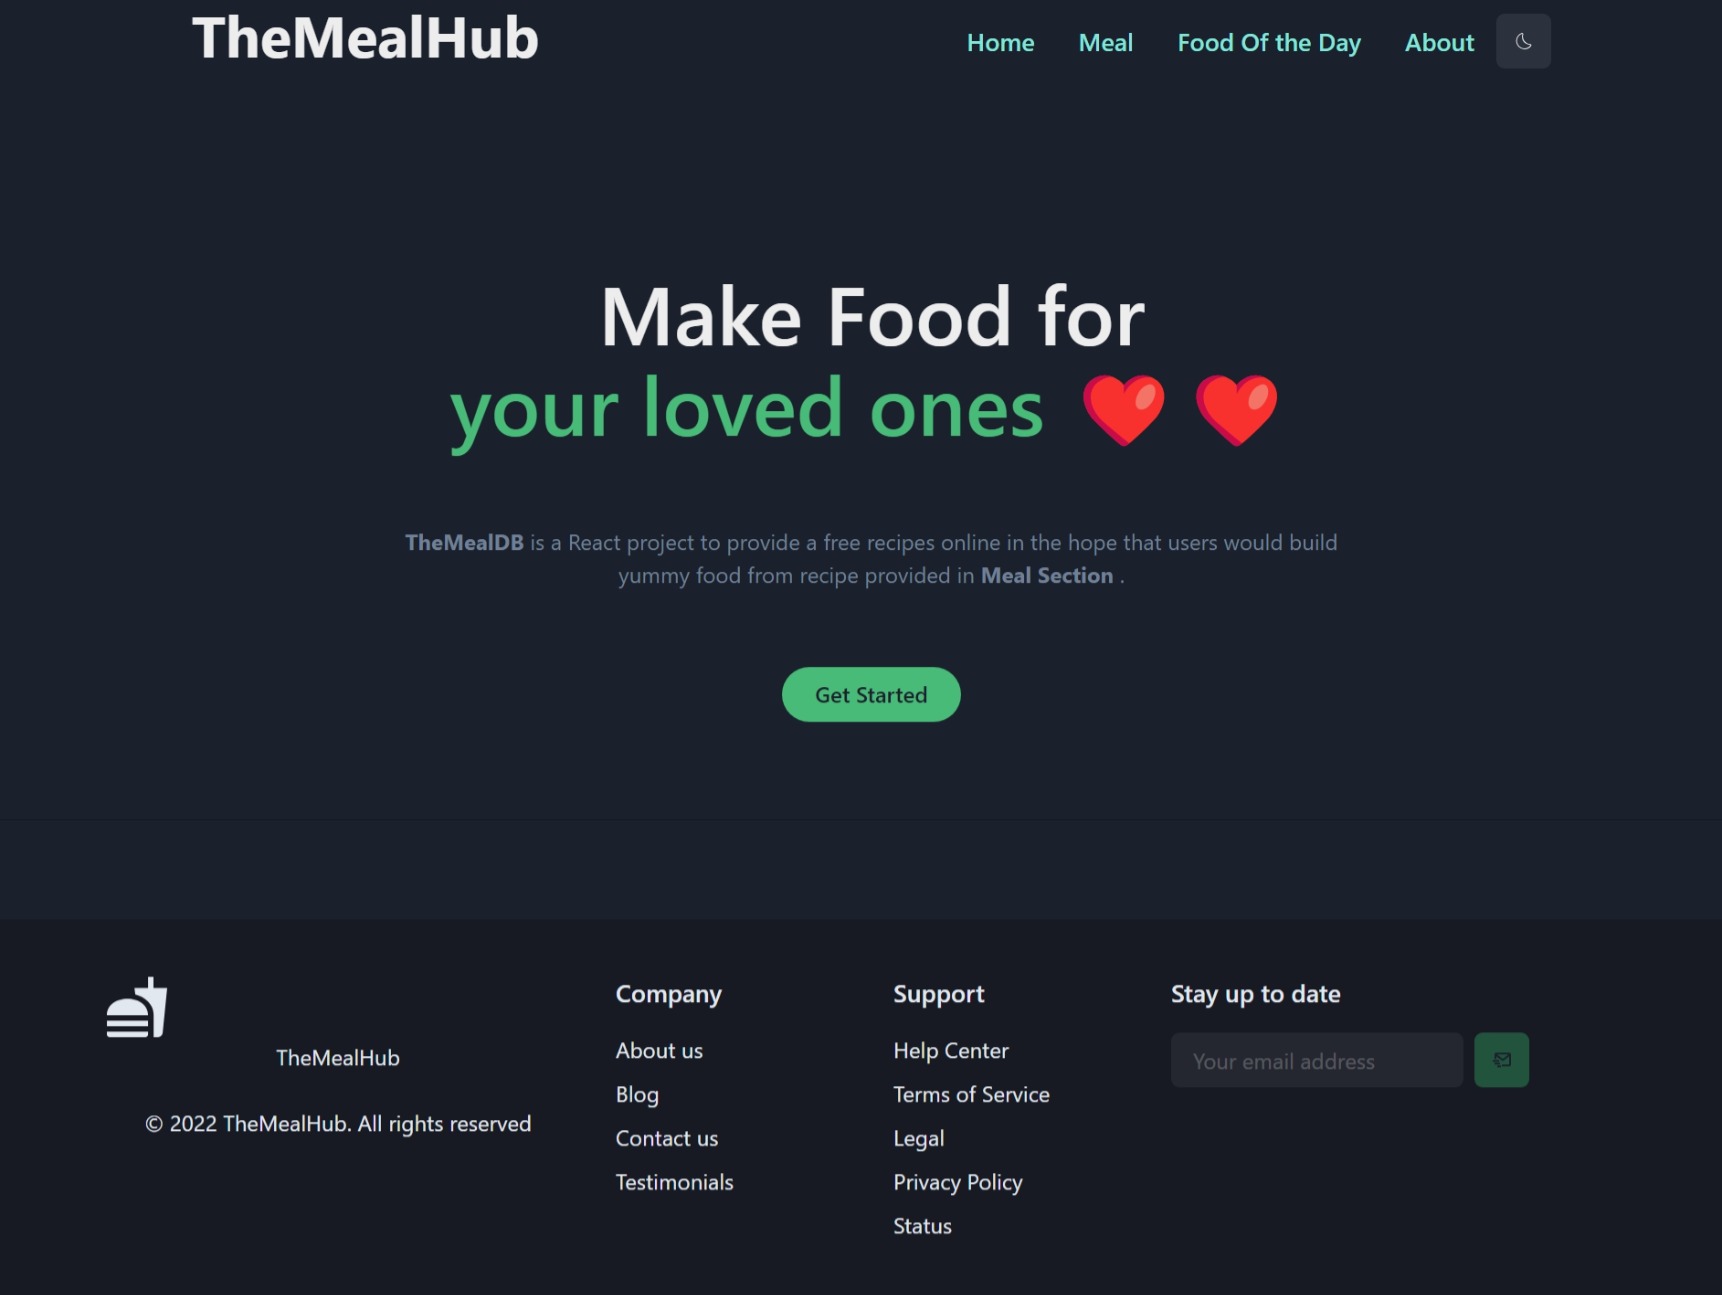 TheMealHub
Home Meal Food Of the Day About
Make Food for
your loved ones ❤️ ❤️
TheMealDB is a React project to provide a free recipes online in the hope that users would build
yummy food from recipe provided in Meal Section .
Get Started
TheMealHub
© 2022 TheMealHub. All rights reserved
Company
About us
Blog
Contact us
Testimonials
Support
Help Center
Terms of Service
Legal
Privacy Policy
Status
Stay up to date
Your email address